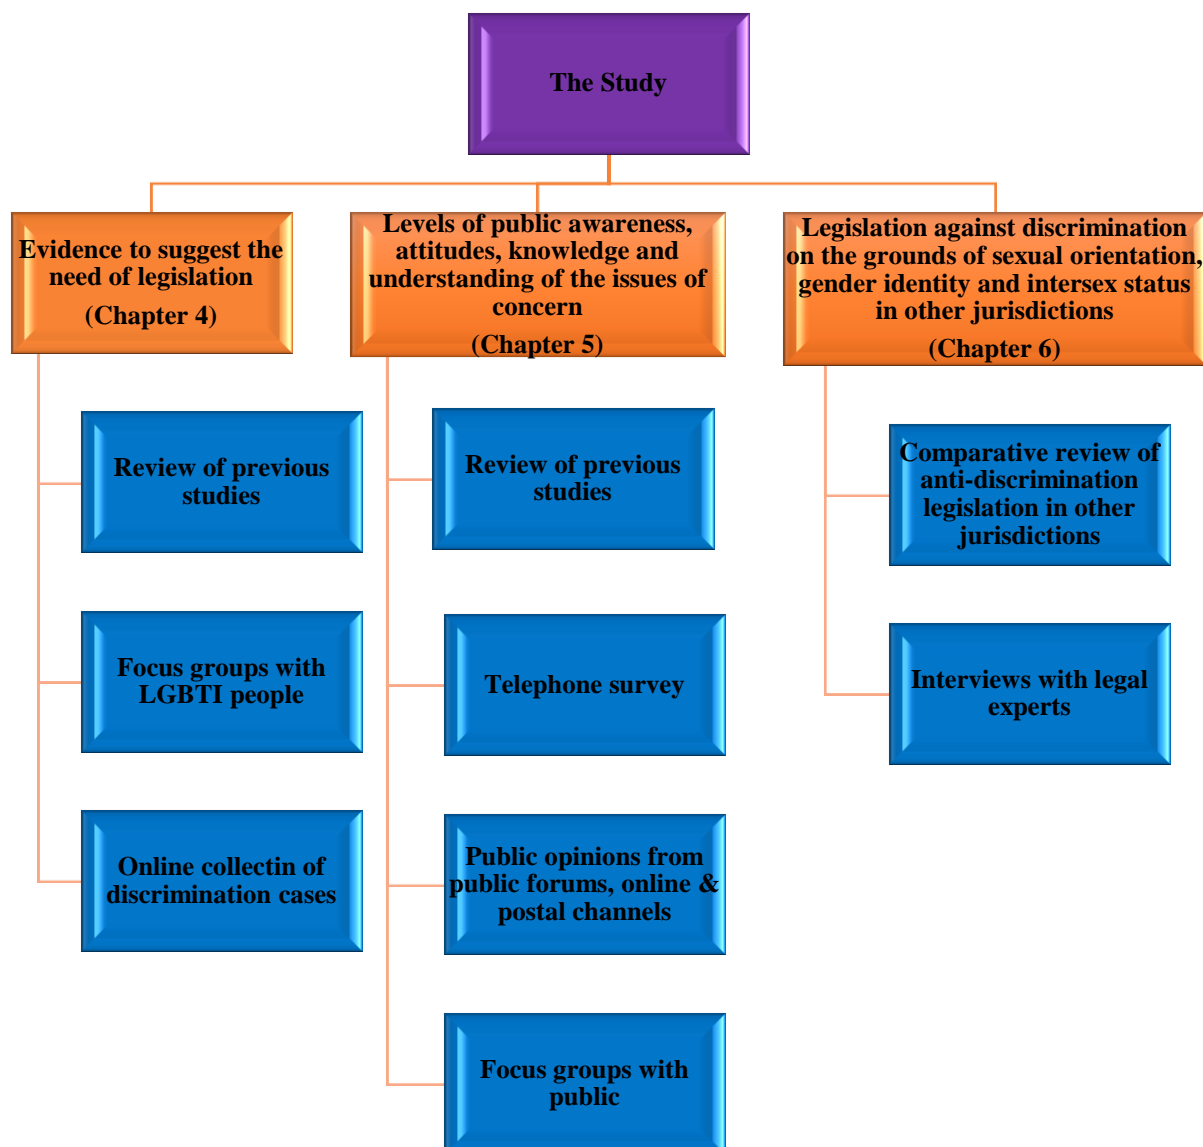 The Study
Evidence to suggest the
need of legislation
(Chapter 4)
Levels of public awareness,
attitudes, knowledge and
understanding of the issues of
concern
(Chapter 5)
Legislation against discrimination
on the grounds of sexual orientation,
gender identity and intersex status
in other jurisdictions
(Chapter 6)
Review of previous
studies
Focus groups with
LGBTI people
Online collectin of
discrimination cases
Review of previous
studies
Telephone survey
Public opinions from
public forums, online &
postal channels
Focus groups with
public
Comparative review of
anti-discrimination
legislation in other
jurisdictions
Interviews with legal
experts